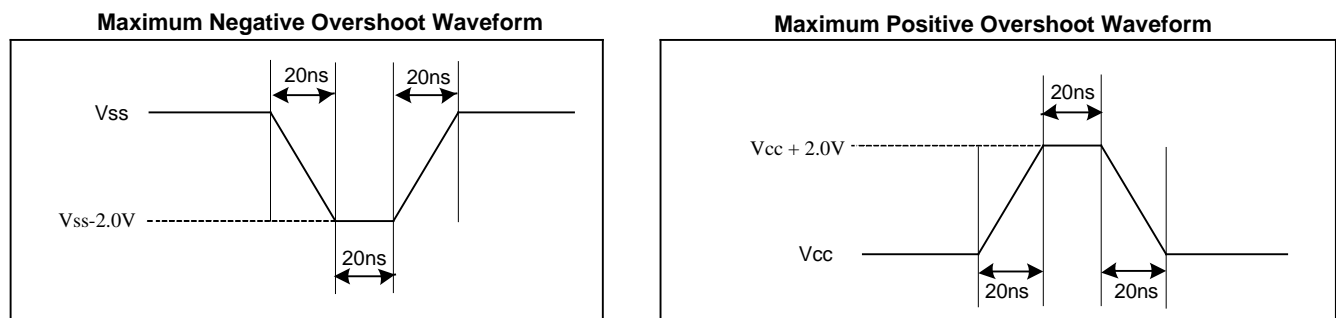 Maximum Negative Overshoot Waveform
20ns 20ns
Vss
Vss-2.0V
20ns
Maximum Positive Overshoot Waveform
20ns
Vcc + 2.0V
Vcc
20ns 20ns